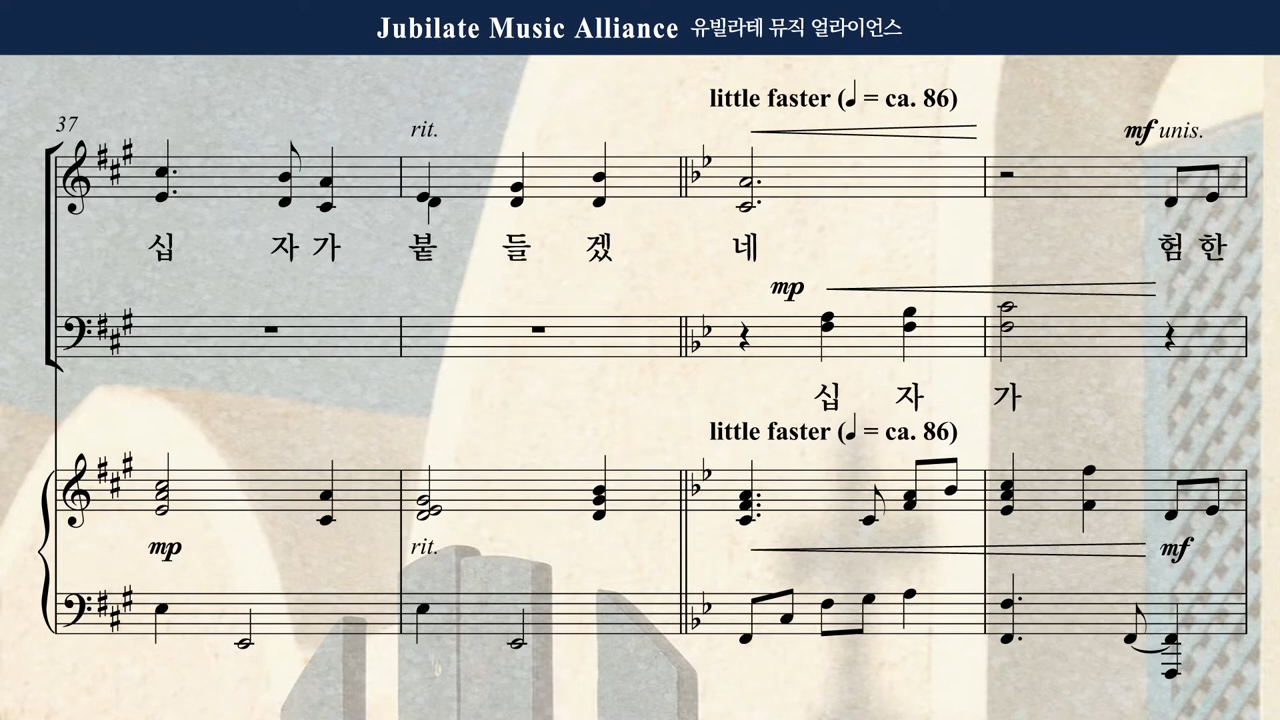 Jubilate Music Alliance 유빌라테 뮤직 얼라이언스
little faster (♩ = ca. 86)
37
rit.
mf unis.
십 자 가 붙 들 겠 네 험 한
mp
십 자 가
little faster (♩ = ca. 86)
mp
rit.
mf